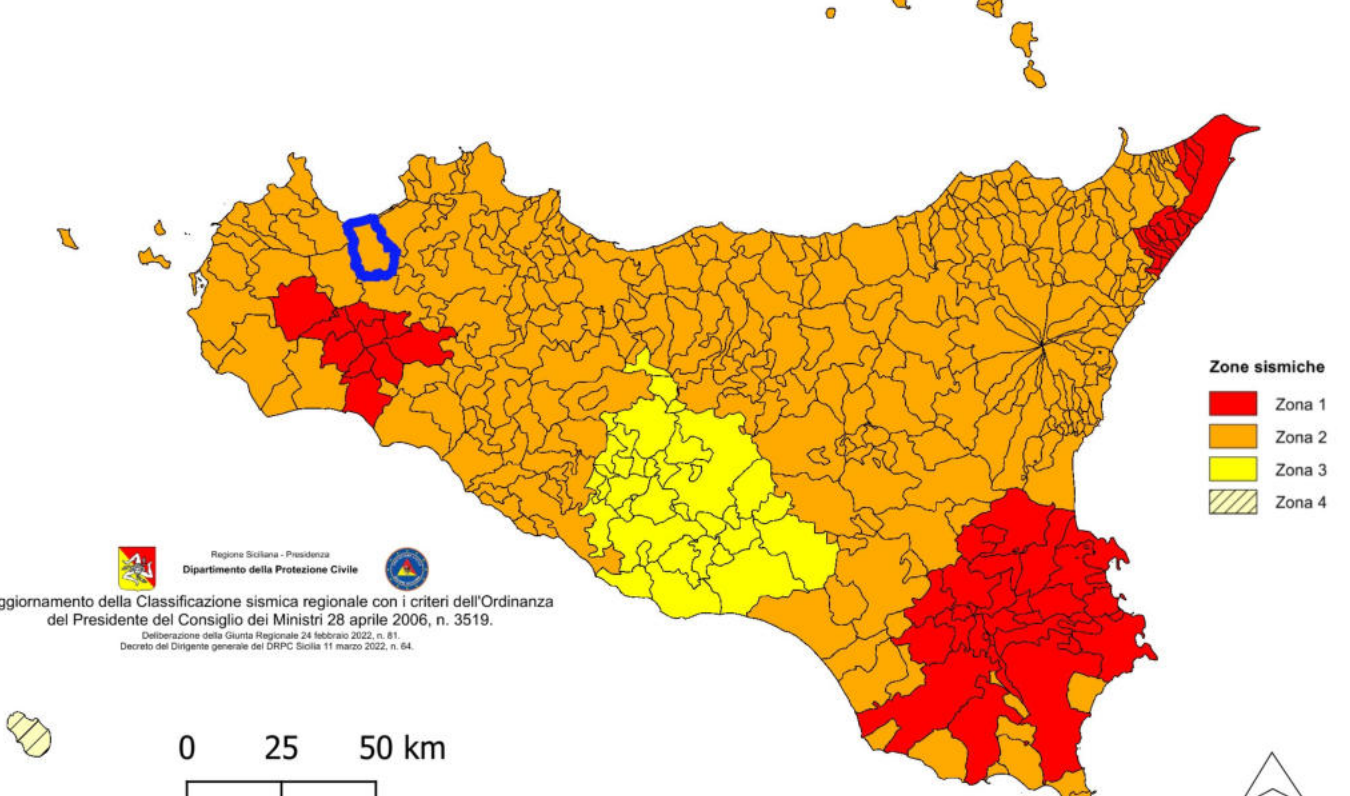 Zone sismiche
Zona 1
Zona 2
Zona 3
Zona 4
Regione Siciliana - Presidenza
Dipartimento della Protezione Civile
ggiornamento della Classificazione sismica regionale con i criteri dell'Ordinanza
del Presidente del Consiglio dei Ministri 28 aprile 2006, n. 3519.
Deliberazione della Giunta Regionale 24 febbraio 2022, n. 81.
Decreto del Dirigente generale del DRPC Sicilia 11 marzo 2022, n. 64.
0 25 50 km